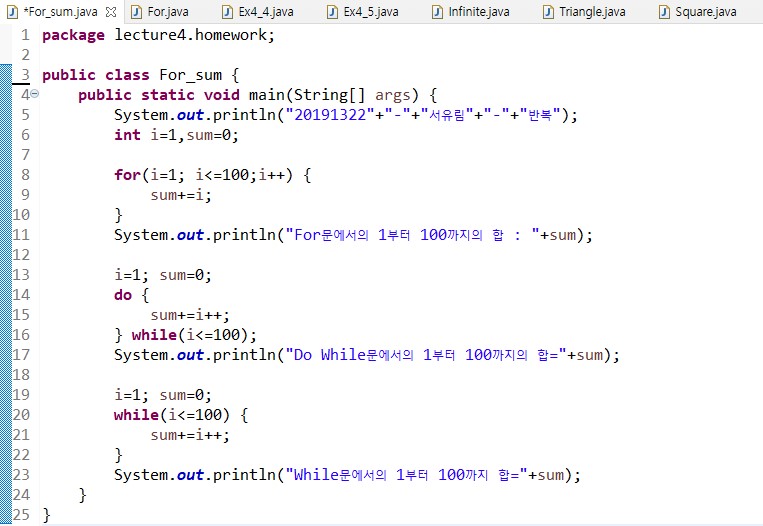 *For_sum.java For.java Ex4_4.java Ex4_5.java Infinite.java Triangle.java Square.java
1 package lecture4.homework;
2
3 public class For_sum {
4 public static void main(String[] args) {
5 System.out.println("20191322"+"-"+"서유림"+"-"+"반복");
6 int i=1,sum=0;
7
8 for(i=1; i<=100;i++) {
9 sum+=i;
10 }
11 System.out.println("For문에서의 1부터 100까지의 합 : "+sum);
12
13 i=1; sum=0;
14 do {
15 sum+=i++;
16 } while(i<=100);
17 System.out.println("Do While문에서의 1부터 100까지의 합="+sum);
18
19 i=1; sum=0;
20 while(i<=100) {
21 sum+=i++;
22 }
23 System.out.println("While문에서의 1부터 100까지 합="+sum);
24 }
25 }